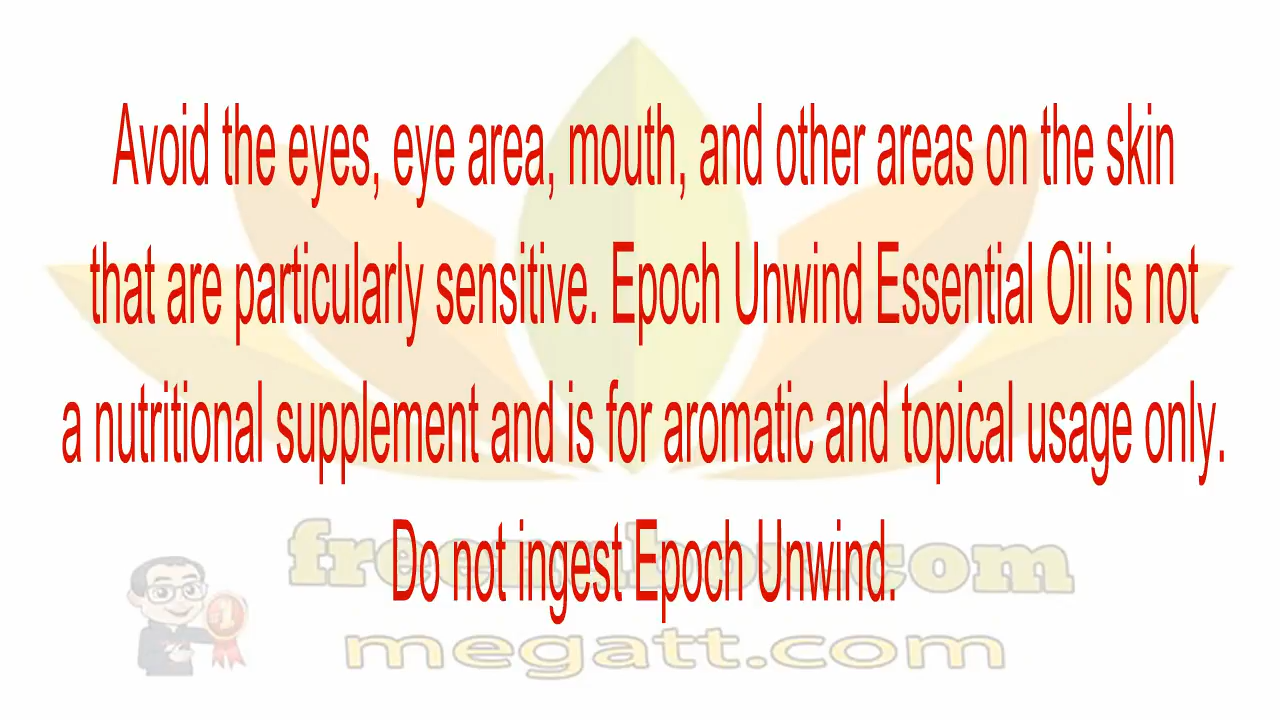 Avoid the eyes, eye area, mouth, and other areas on the skin
that are particularly sensitive. Epoch Unwind Essential Oil is not
a nutritional supplement and is for aromatic and topical usage only.
Do not ingest Epoch Unwind.
#1
megatt.com